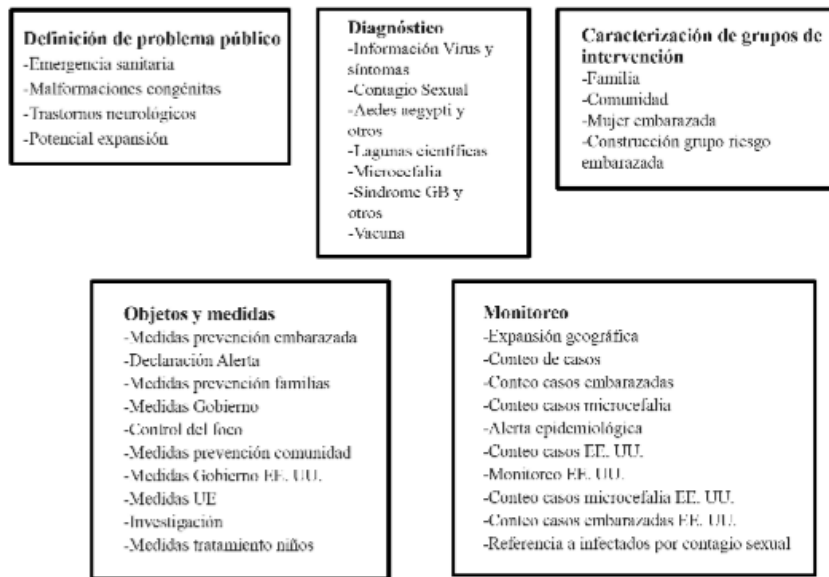 Definición de problema público
-Emergencia sanitaria
-Malformaciones congénitas
-Trastornos neurológicos
-Potencial expansión
Diagnóstico
-Información Virus y
síntomas
-Contagio Sexual
-Aedes aegypti y
otros
-Lagunas científicas
-Microcefalia
-Síndrome GB y
otros
-Vacuna
Caracterización de grupos de
intervención
-Familia
-Comunidad
-Mujer embarazada
-Construcción grupo riesgo
embarazada
Objetos y medidas
-Medidas prevención embarazada
-Declaración Alerta
-Medidas prevención familias
-Medidas Gobierno
-Control del foco
-Medidas prevención comunidad
-Medidas Gobierno EE. UU.
-Medidas UE
-Investigación
-Medidas tratamiento niños
Monitoreo
-Expansión geográfica
-Conteo de casos
-Conteo casos embarazadas
-Conteo casos microcefalia
-Alerta epidemiológica
-Conteo casos EE. UU.
-Monitoreo EE. UU.
-Conteo casos microcefalia EE. UU.
-Conteo casos embarazadas EE. UU.
-Referencia a infectados por contagio sexual